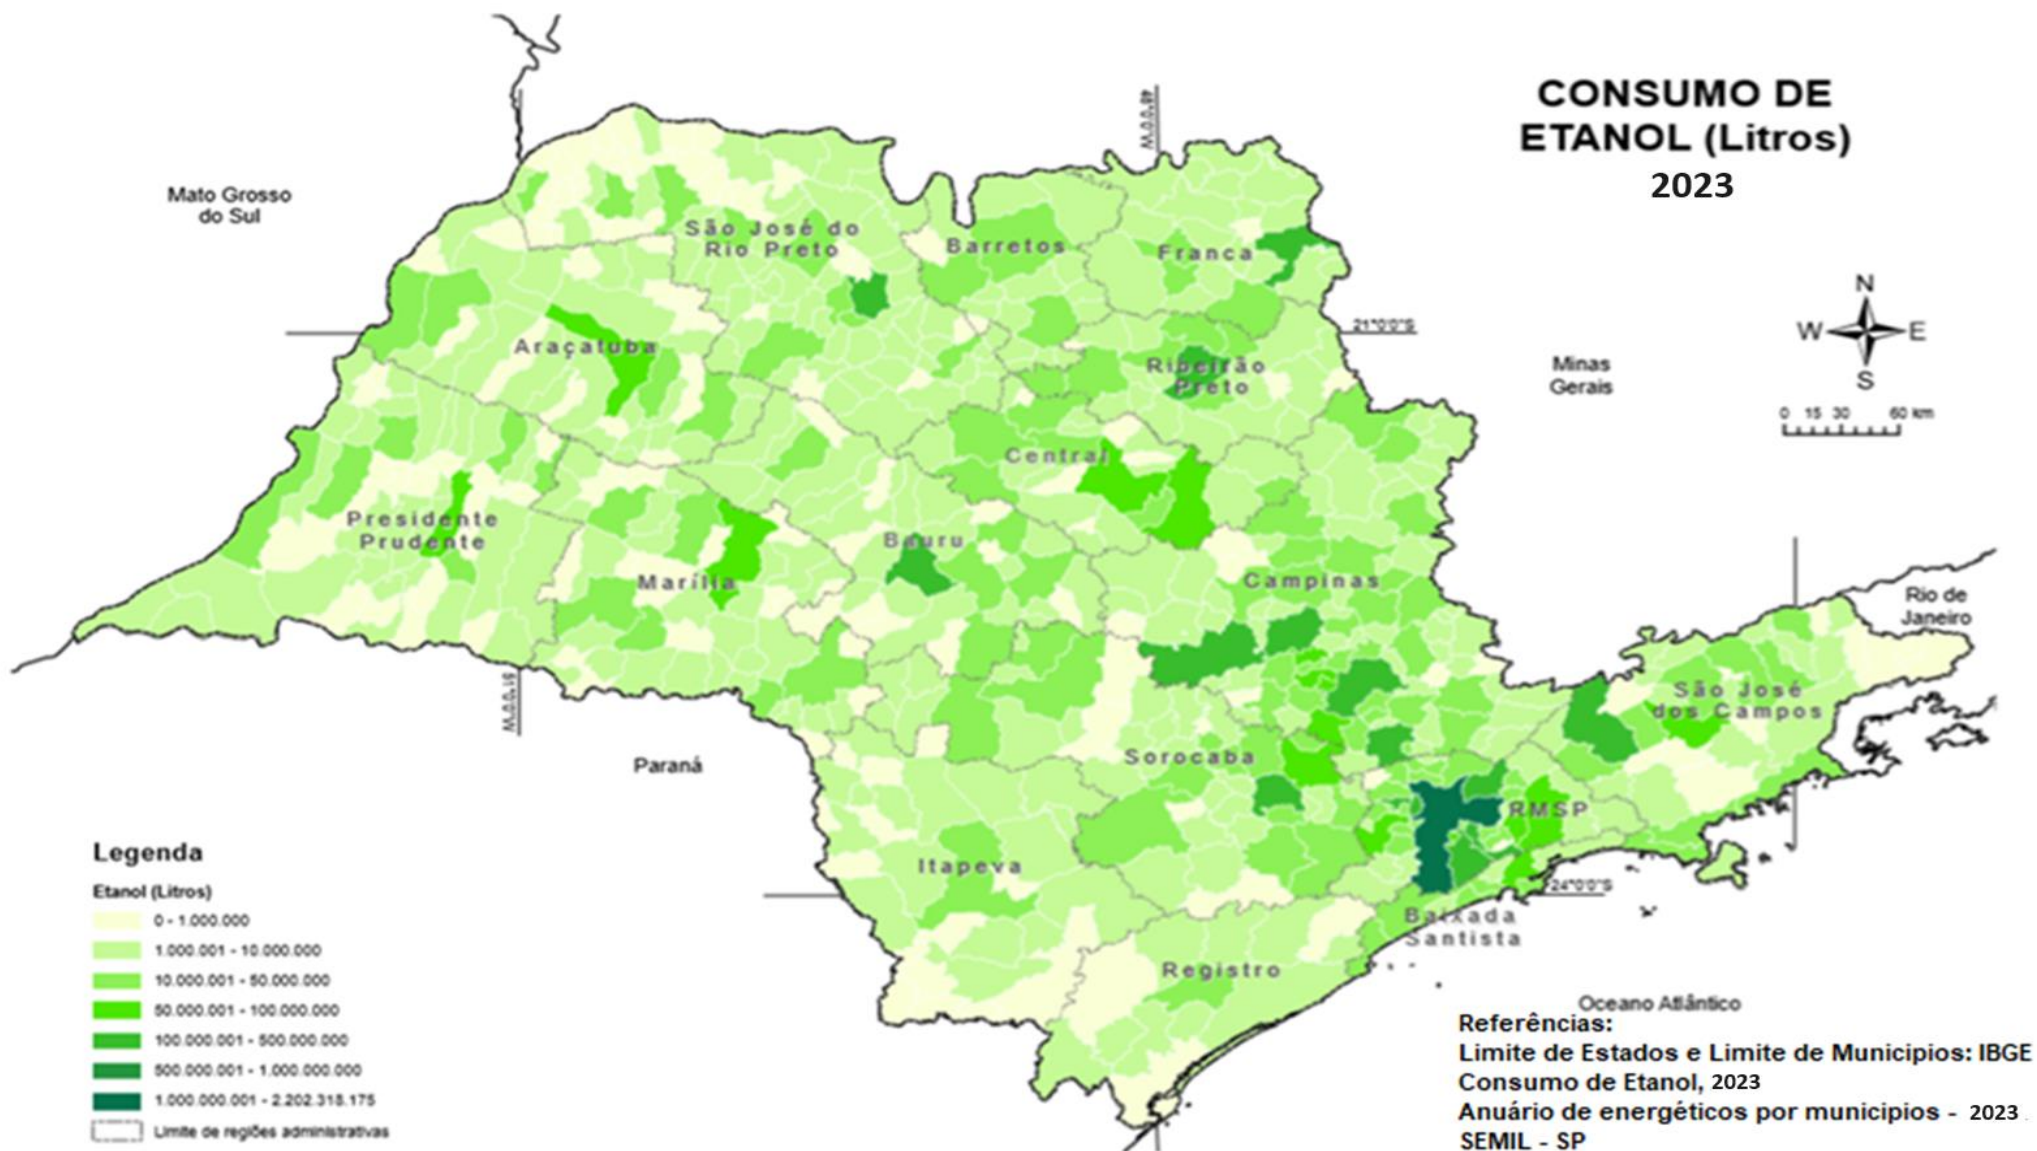 CONSUMO DE
ETANOL (Litros)
2023
48°0'0"W
Mato Grosso
do Sul
São José do
Rio Preto
Barretos
Franca
N
W E
S
21°0'0"S
Araçatuba
Ribeirão
Preto
Minas
Gerais
0 15 30 60 km
Central
Presidente
Prudente
Bauru
Marília
Campinas
Rio de
Janeiro
51°0'0"W
São José
dos Campos
Paraná
Sorocaba
RMSP
Itapeva
24°0'0"S
Baixada
Santista
Registro
Oceano Atlântico
Legenda
Etanol (Litros)
0 - 1.000.000
1.000.001 - 10.000.000
10.000.001 - 50.000.000
50.000.001 - 100.000.000
100.000.001 - 500.000.000
500.000.001 - 1.000.000.000
1.000.000.001 - 2.202.318.175
Limite de regiões administrativas
Referências:
Limite de Estados e Limite de Municipios: IBGE
Consumo de Etanol, 2023
Anuário de energéticos por municipios - 2023
SEMIL - SP